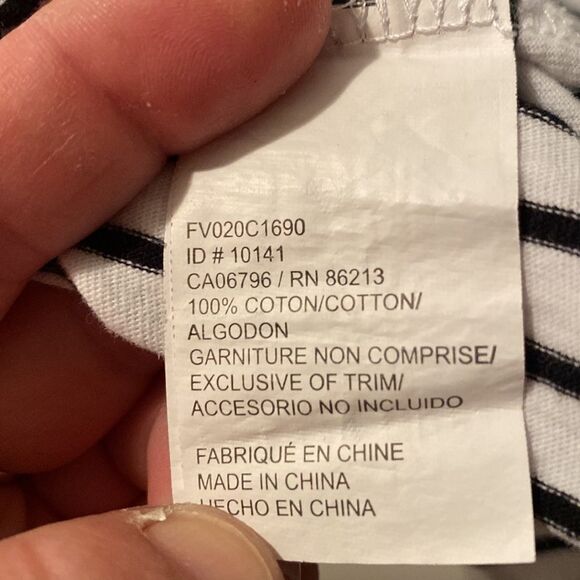 FV020C1690
ID # 10141
CA06796 / RN 86213
100% COTON/COTTON/
ALGODON
GARNITURE NON COMPRISE/
EXCLUSIVE OF TRIM/
ACCESORIO NO INCLUIDO
FABRIQUÉ EN CHINE
MADE IN CHINA
HECHO EN CHINA